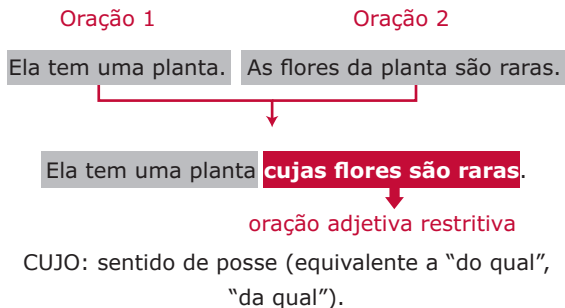 Oração 1 Oração 2
Ela tem uma planta. As flores da planta são raras.
Ela tem uma planta cujas flores são raras.
oração adjetiva restritiva
CUJO: sentido de posse (equivalente a “do qual”,
“da qual”).